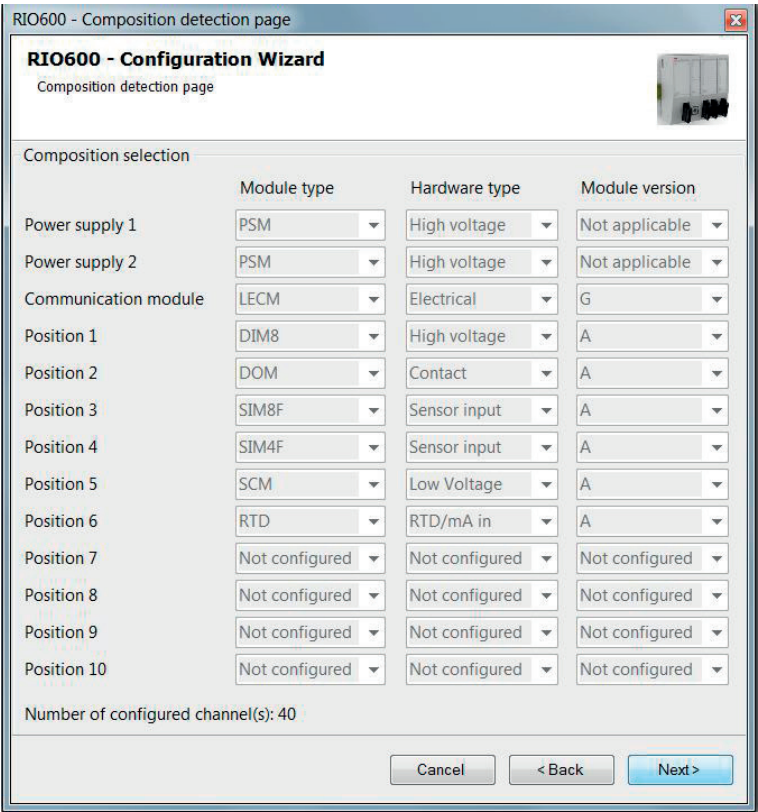 RIO600 - Composition detection page
RIO600 - Configuration Wizard
Composition detection page
Composition selection
Module type Hardware type Module version
Power supply 1 PSM High voltage Not applicable
Power supply 2 PSM High voltage Not applicable
Communication module LECM Electrical G
Position 1 DIM8 High voltage A
Position 2 DOM Contact A
Position 3 SIM8F Sensor input A
Position 4 SIM4F Sensor input A
Position 5 SCM Low Voltage A
Position 6 RTD RTD/mA in A
Position 7 Not configured Not configured Not configured
Position 8 Not configured Not configured Not configured
Position 9 Not configured Not configured Not configured
Position 10 Not configured Not configured Not configured
Number of configured channel(s): 40
Cancel < Back Next >